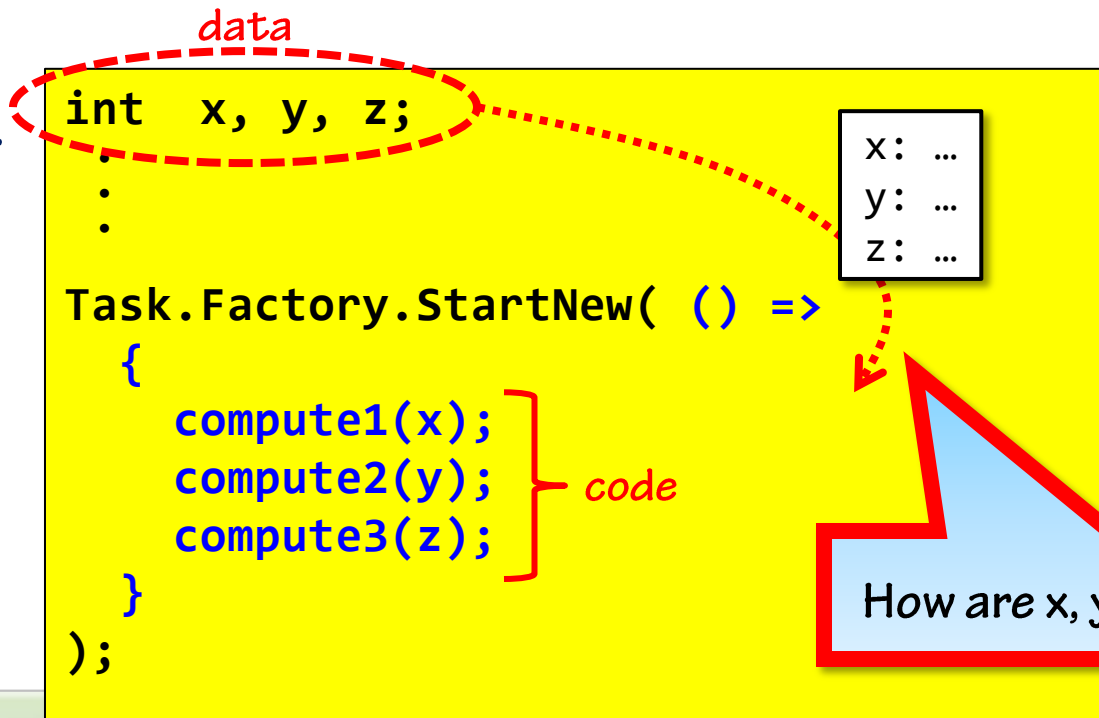 data
int x, y, z;
.
.
.
x: …
y: …
z: …
Task.Factory.StartNew( () =>
{
compute1(x);
compute2(y);
code
compute3(z);
}
);
How are x, y